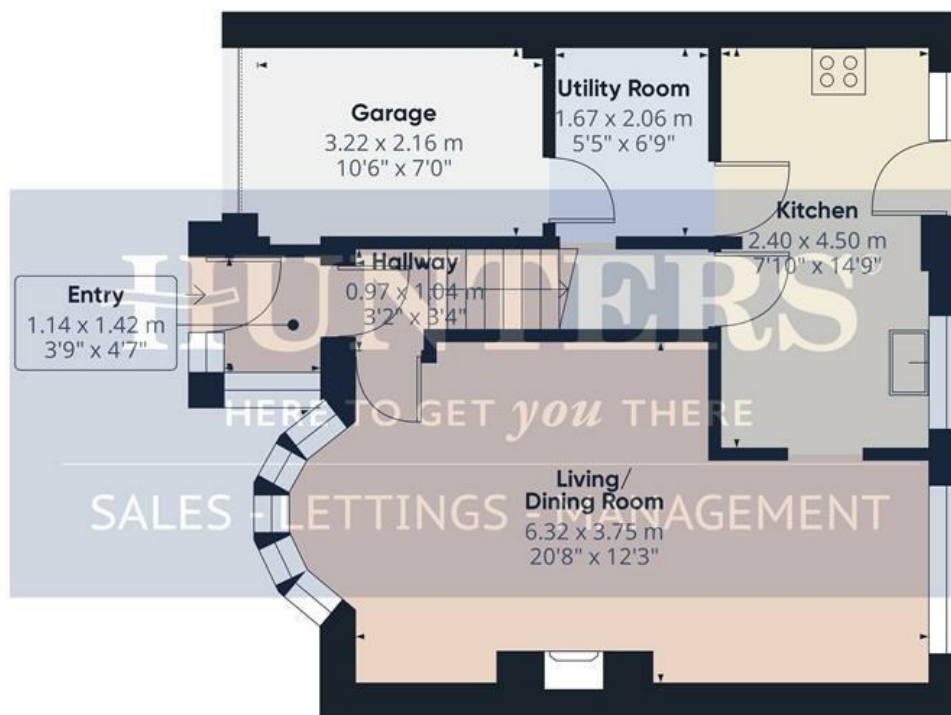 Garage
3.22 x 2.16 m
10'6" x 7'0"
Utility Room
1.67 x 2.06 m
5'5" x 6'9"
Kitchen
2.40 x 4.50 m
7'10" x 14'9"
Hallway
0.97 x 1.04 m
3'2" x 3'4"
Entry
1.14 x 1.42 m
3'9" x 4'7"
HUNTERS
HERE TO GET you THERE
Living/
Dining Room
6.32 x 3.75 m
20'8" x 12'3"
SALES - LETTINGS - MANAGEMENT